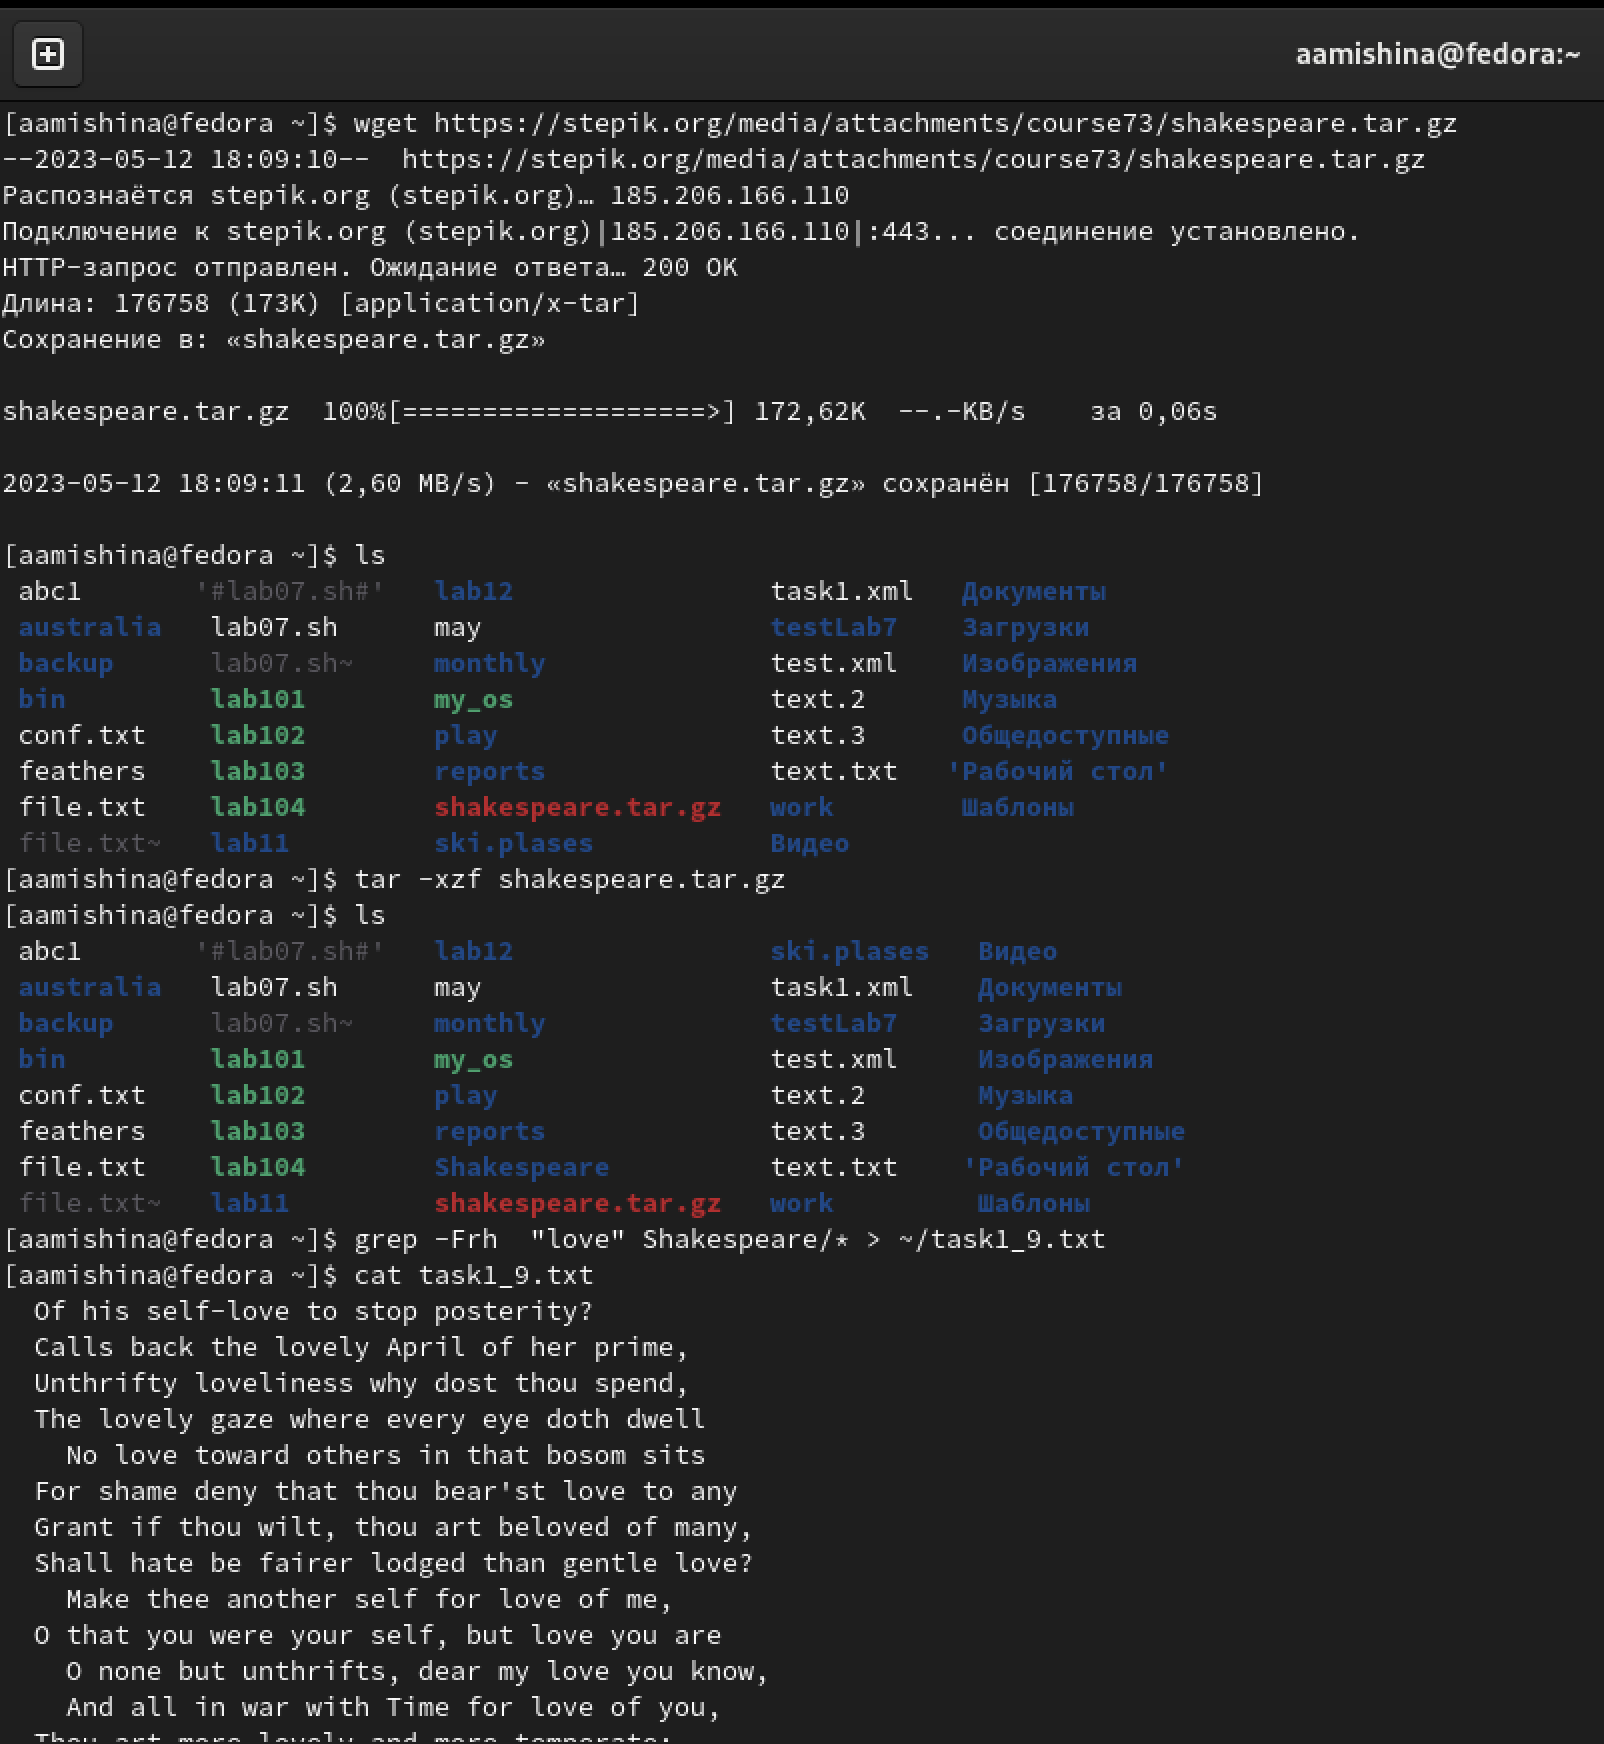 aamishina@fedora:~
[aamishina@fedora ~]$ wget https://stepik.org/media/attachments/course73/shakespeare.tar.gz
--2023-05-12 18:09:10--  https://stepik.org/media/attachments/course73/shakespeare.tar.gz
Распознаётся stepik.org (stepik.org)… 185.206.166.110
Подключение к stepik.org (stepik.org)|185.206.166.110|:443... соединение установлено.
HTTP-запрос отправлен. Ожидание ответа… 200 OK
Длина: 176758 (173K) [application/x-tar]
Сохранение в: «shakespeare.tar.gz»
shakespeare.tar.gz  100%[===================>] 172,62K  --.-KB/s    за 0,06s
2023-05-12 18:09:11 (2,60 MB/s) - «shakespeare.tar.gz» сохранён [176758/176758]
[aamishina@fedora ~]$ ls
abc1  '#lab07.sh#'  lab12  task1.xml  Документы
australia  lab07.sh  may  testLab7  Загрузки
backup  lab07.sh~  monthly  test.xml  Изображения
bin  lab101  my_os  text.2  Музыка
conf.txt  lab102  play  text.3  Общедоступные
feathers  lab103  reports  text.txt  'Рабочий стол'
file.txt  lab104  shakespeare.tar.gz  work  Шаблоны
file.txt~  lab11  ski.plases  Видео
[aamishina@fedora ~]$ tar -xzf shakespeare.tar.gz
[aamishina@fedora ~]$ ls
abc1  '#lab07.sh#'  lab12  ski.plases  Видео
australia  lab07.sh  may  task1.xml  Документы
backup  lab07.sh~  monthly  testLab7  Загрузки
bin  lab101  my_os  test.xml  Изображения
conf.txt  lab102  play  text.2  Музыка
feathers  lab103  reports  text.3  Общедоступные
file.txt  lab104  Shakespeare  text.txt  'Рабочий стол'
file.txt~  lab11  shakespeare.tar.gz  work  Шаблоны
[aamishina@fedora ~]$ grep -Frh  "love" Shakespeare/* > ~/task1_9.txt
[aamishina@fedora ~]$ cat task1_9.txt
Of his self-love to stop posterity?
Calls back the lovely April of her prime,
Unthrifty loveliness why dost thou spend,
The lovely gaze where every eye doth dwell
No love toward others in that bosom sits
For shame deny that thou bear'st love to any
Grant if thou wilt, thou art beloved of many,
Shall hate be fairer lodged than gentle love?
Make thee another self for love of me,
O that you were your self, but love you are
O none but unthrifts, dear my love you know,
And all in war with Time for love of you,
Thou art more lovely and more temperate: